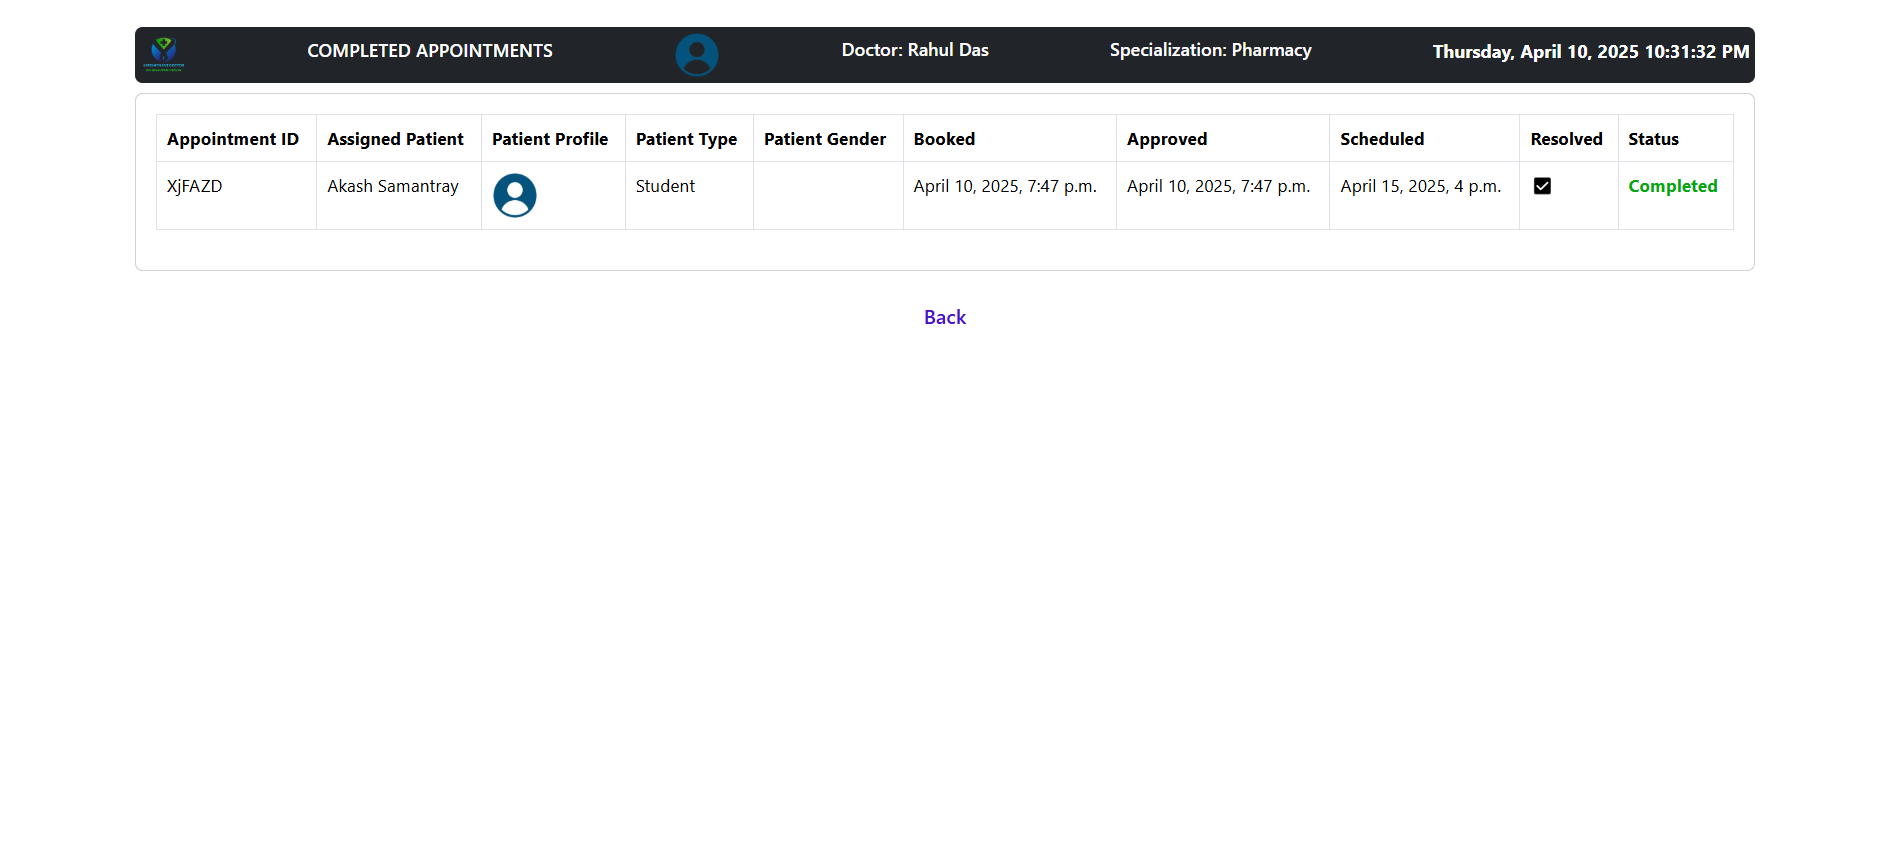 COMPLETED APPOINTMENTS Doctor: Rahul Das Specialization: Pharmacy Thursday, April 10, 2025 10:31:32 PM
Appointment ID Assigned Patient Patient Profile Patient Type Patient Gender Booked Approved Scheduled Resolved Status
XjFAZD Akash Samantray Student April 10, 2025, 7:47 p.m. April 10, 2025, 7:47 p.m. April 15, 2025, 4 p.m. Completed
Back